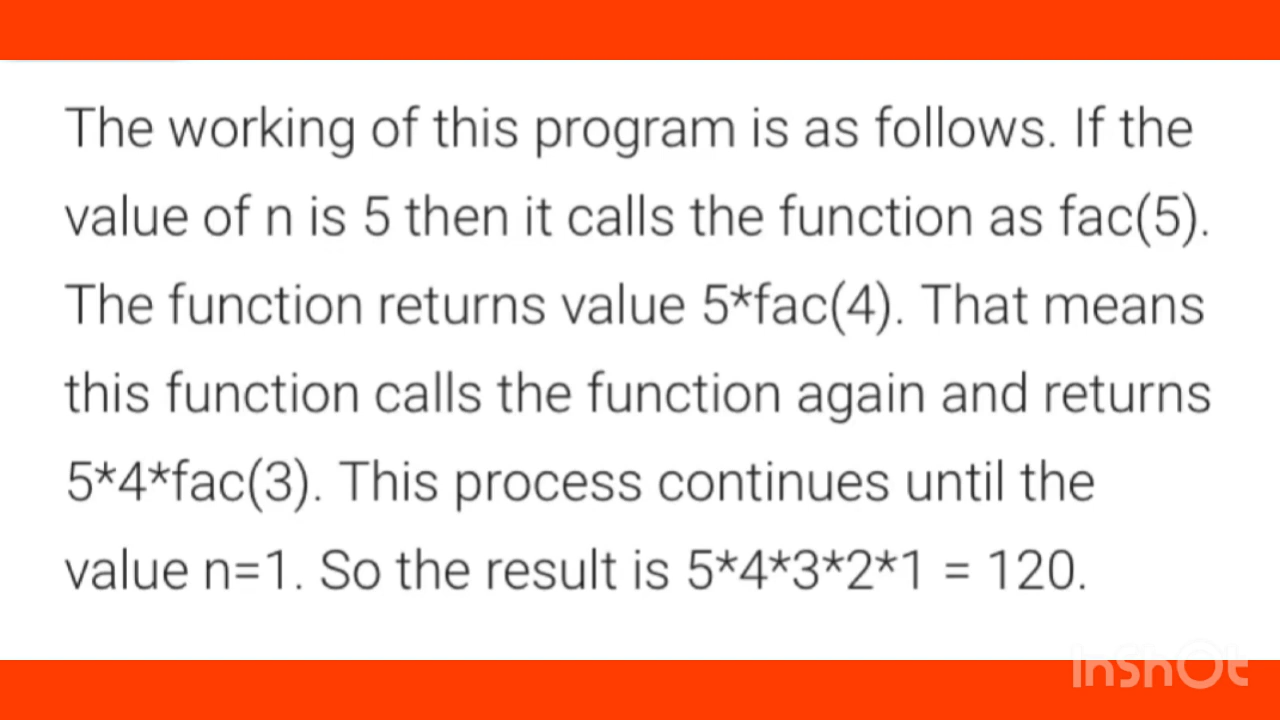 The working of this program is as follows. If the
value of n is 5 then it calls the function as fac(5).
The function returns value 5*fac(4). That means
this function calls the function again and returns
5*4*fac(3). This process continues until the
value n=1. So the result is 5*4*3*2*1 = 120.
InShOt